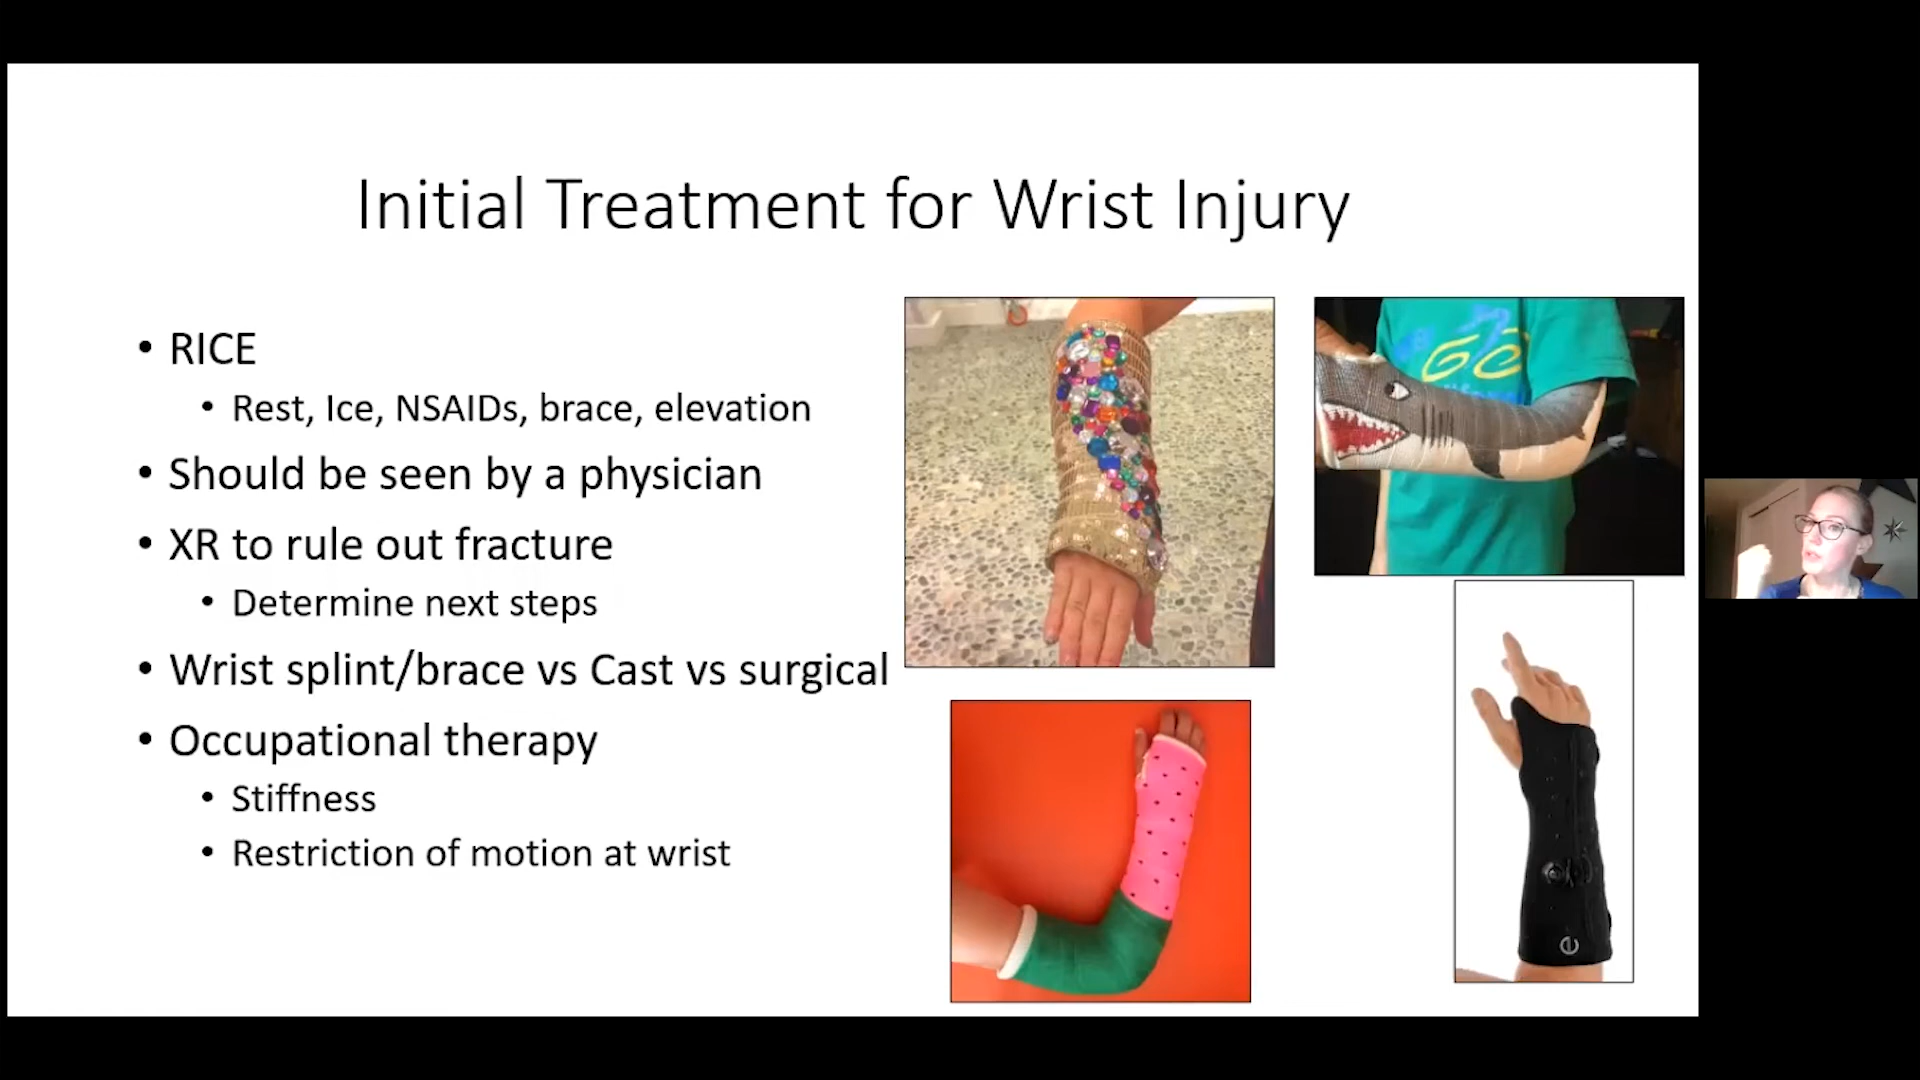 Initial Treatment for Wrist Injury
• RICE
• Rest, Ice, NSAIDs, brace, elevation
• Should be seen by a physician
• XR to rule out fracture
• Determine next steps
• Wrist splint/brace vs Cast vs surgical
• Occupational therapy
• Stiffness
• Restriction of motion at wrist
e